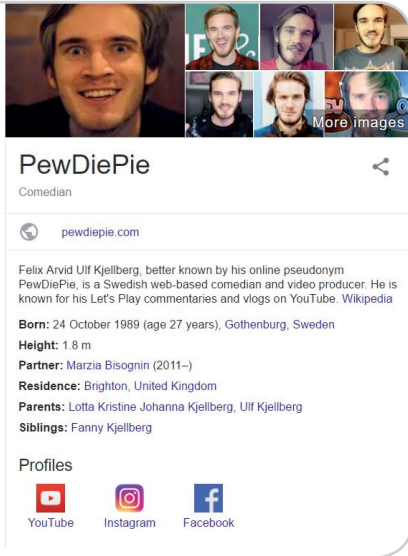 More images
PewDiePie
Comedian
pewdiepie.com
Felix Arvid Ulf Kjellberg, better known by his online pseudonym
PewDiePie, is a Swedish web-based comedian and video producer. He is
known for his Let's Play commentaries and vlogs on YouTube. Wikipedia
Born: 24 October 1989 (age 27 years), Gothenburg, Sweden
Height: 1.8 m
Partner: Marzia Bisognin (2011–)
Residence: Brighton, United Kingdom
Parents: Lotta Kristine Johanna Kjellberg, Ulf Kjellberg
Siblings: Fanny Kjellberg
Profiles
YouTube Instagram Facebook